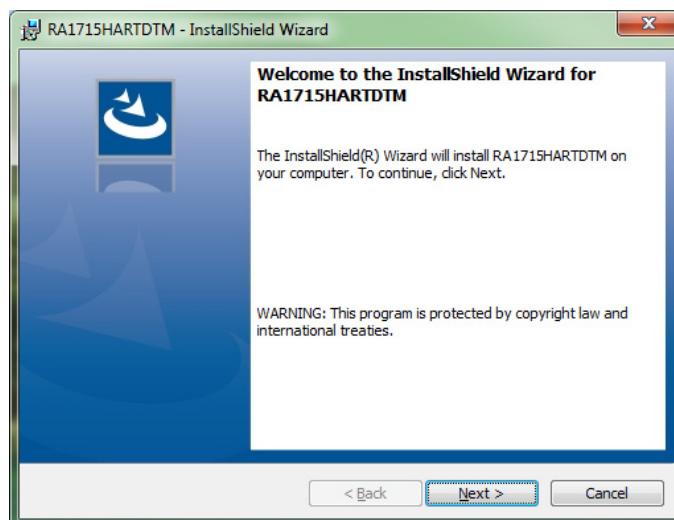 RA1715HARTDTM - InstallShield Wizard
Welcome to the InstallShield Wizard for
RA1715HARTDTM
The InstallShield(R) Wizard will install RA1715HARTDTM on
your computer. To continue, click Next.
WARNING: This program is protected by copyright law and
international treaties.
< Back
Next >
Cancel